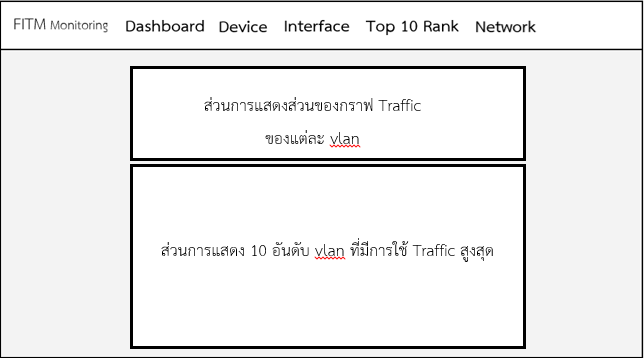 FITM Monitoring Dashboard Device Interface Top 10 Rank Network
ส่วนการแสดงส่วนของกราฟ Traffic
ของแต่ละ vlan
ส่วนการแสดง 10 อันดับ vlan ที่มีการใช้ Traffic สูงสุด